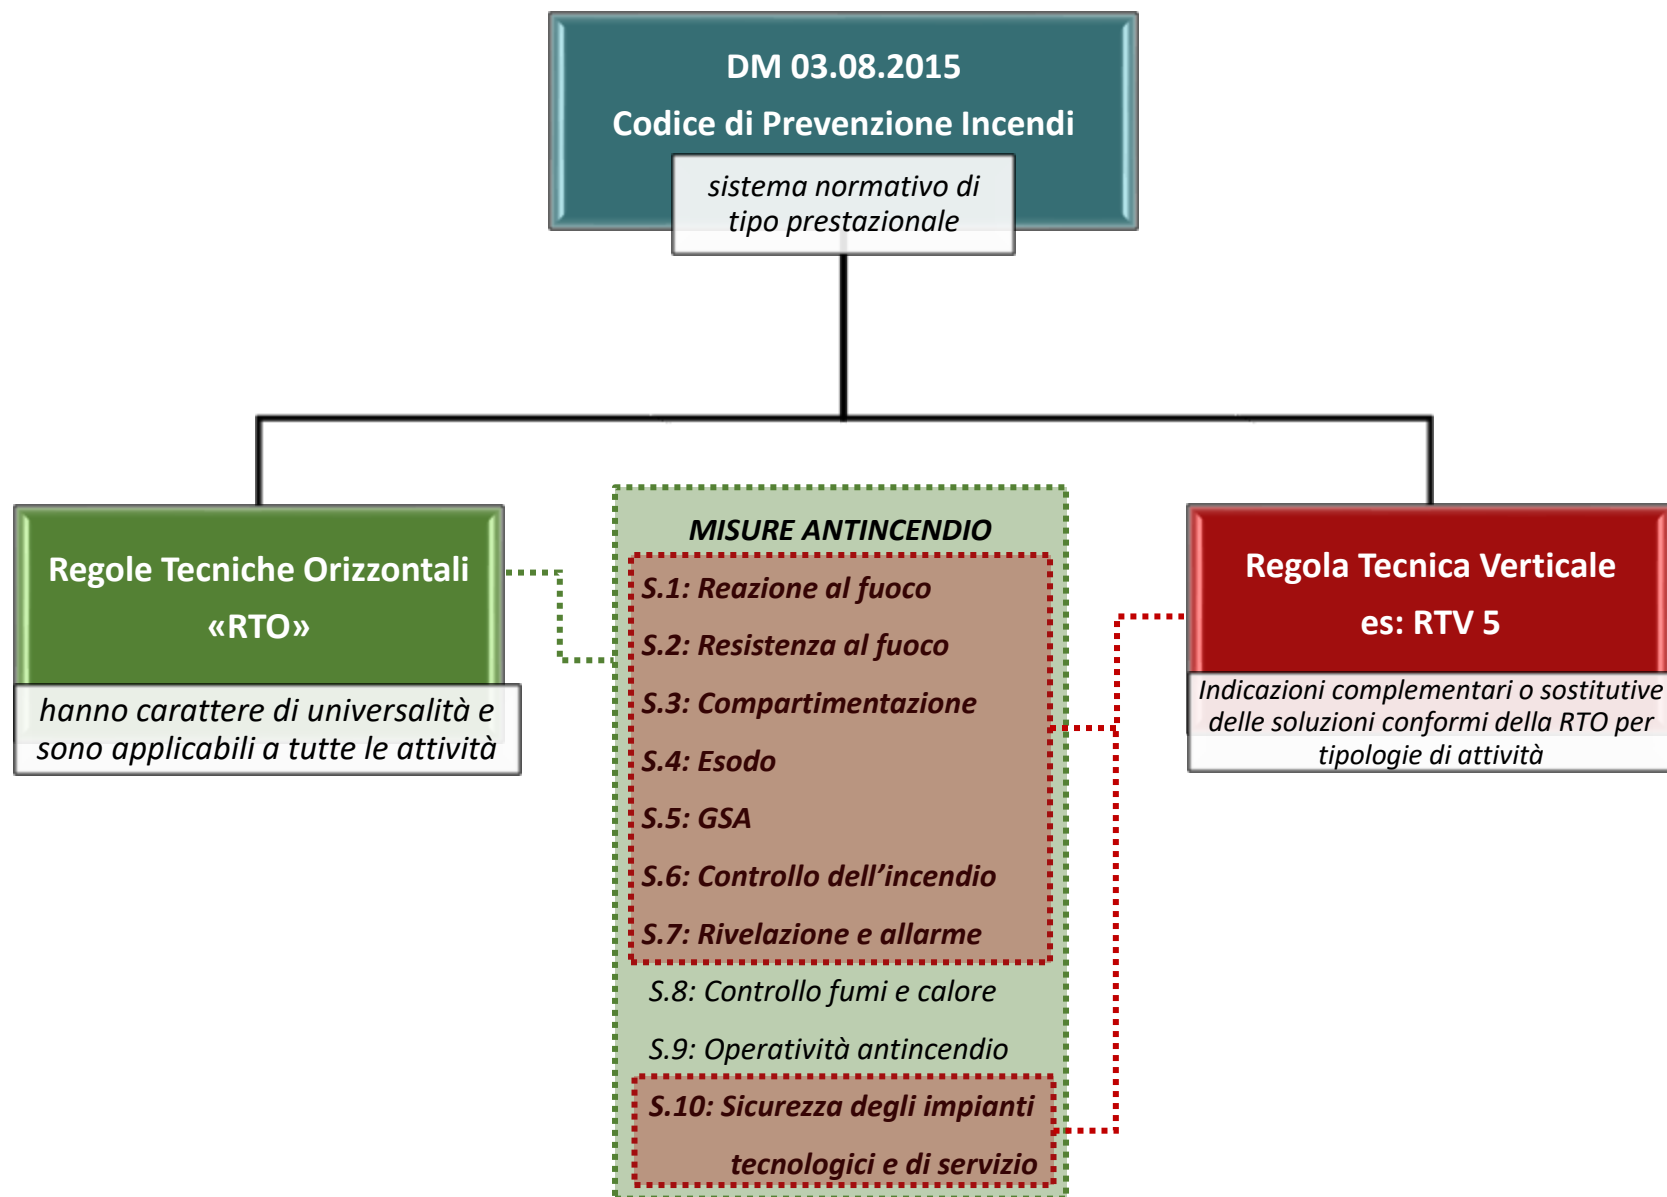 DM 03.08.2015
Codice di Prevenzione Incendi
sistema normativo di
tipo prestazionale
Regole Tecniche Orizzontali
«RTO»
hanno carattere di universalità e
sono applicabili a tutte le attività
MISURE ANTINCENDIO
S.1: Reazione al fuoco
S.2: Resistenza al fuoco
S.3: Compartimentazione
S.4: Esodo
S.5: GSA
S.6: Controllo dell’incendio
S.7: Rivelazione e allarme
S.8: Controllo fumi e calore
S.9: Operatività antincendio
S.10: Sicurezza degli impianti
tecnologici e di servizio
Regola Tecnica Verticale
es: RTV 5
Indicazioni complementari o sostitutive
delle soluzioni conformi della RTO per
tipologie di attività